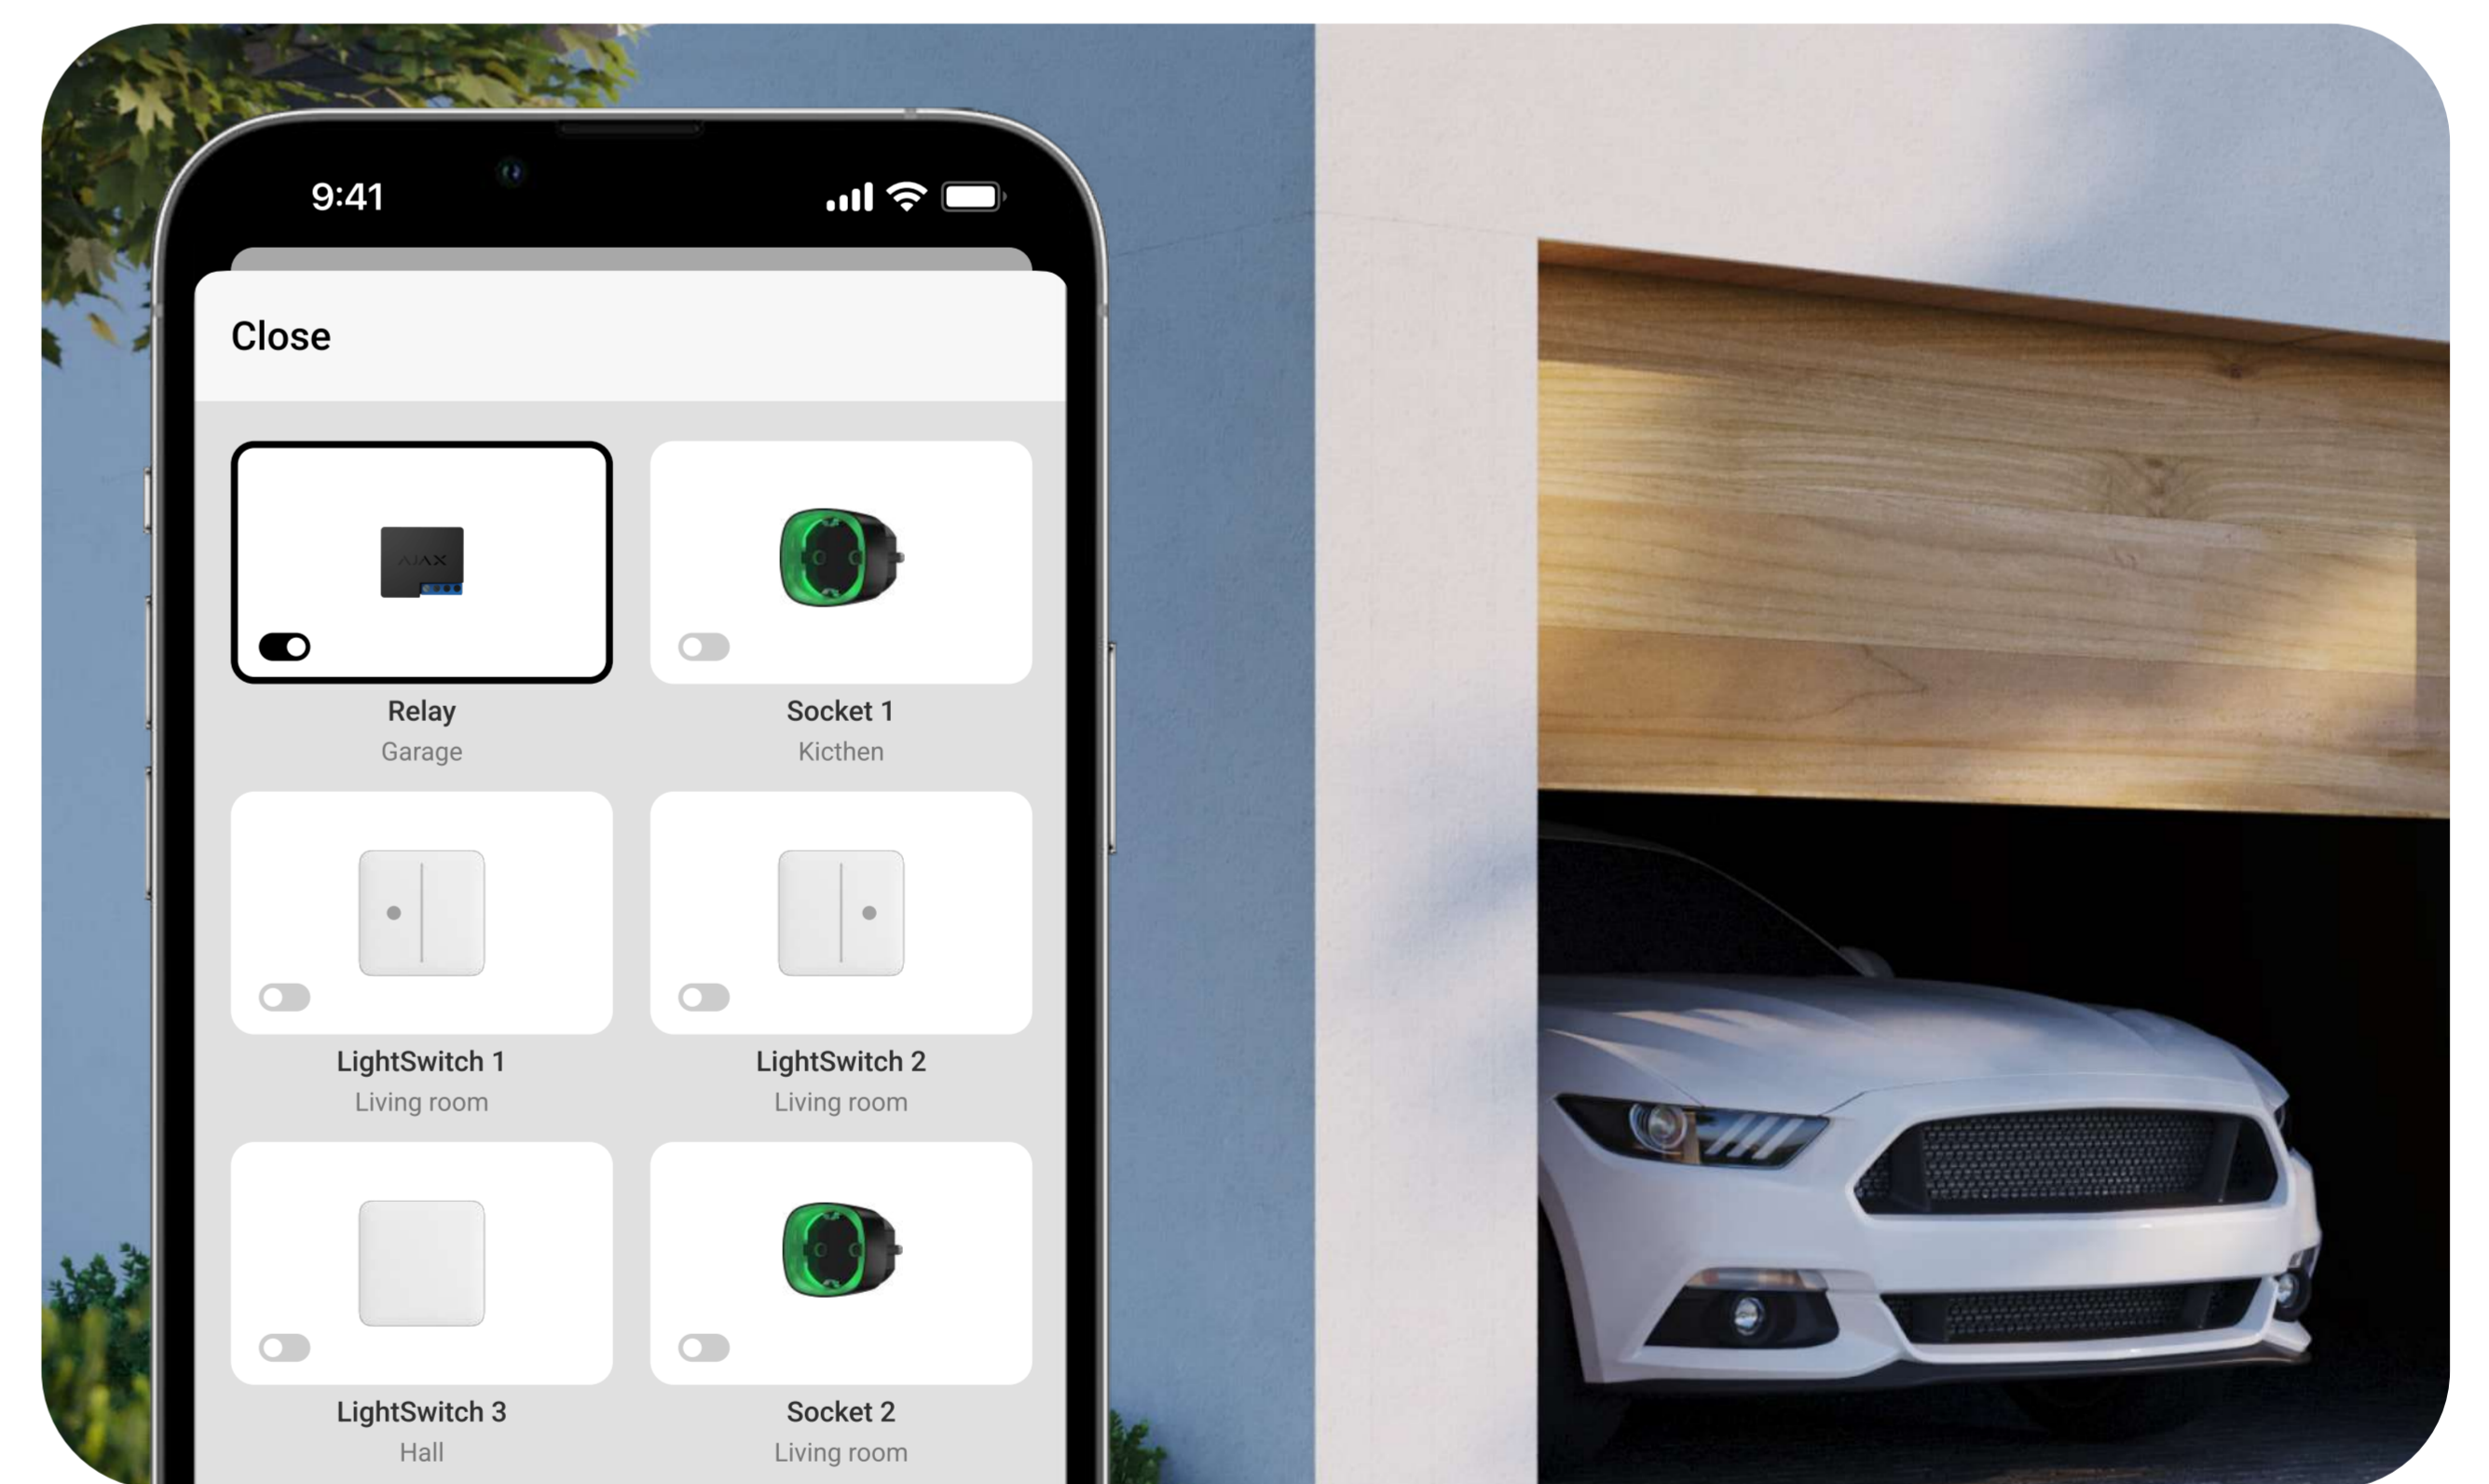 9:41
Close
AJAX
Relay
Garage
Socket 1
Kicthen
LightSwitch 1
Living room
LightSwitch 2
Living room
LightSwitch 3
Hall
Socket 2
Living room